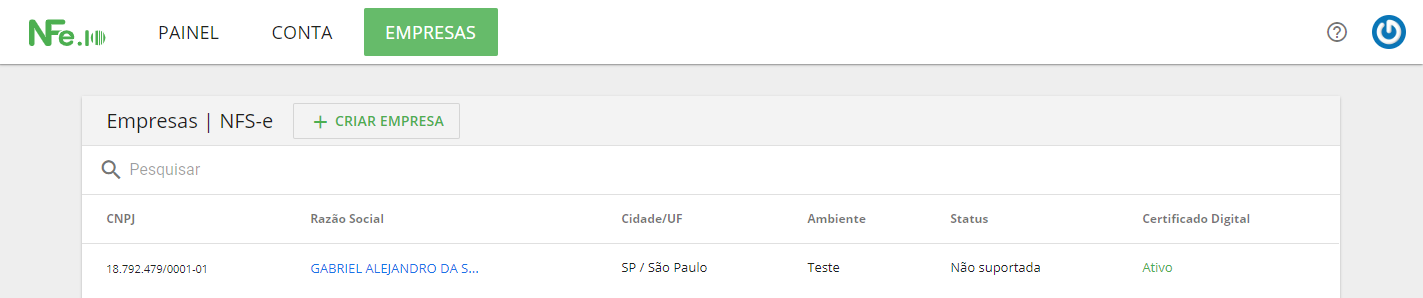 NFe.io PAINEL CONTA EMPRESAS
Empresas | NFS-e + CRIAR EMPRESA
Pesquisar
CNPJ Razão Social Cidade/UF Ambiente Status Certificado Digital
18.792.479/0001-01 GABRIEL ALEJANDRO DA S... SP / São Paulo Teste Não suportada Ativo